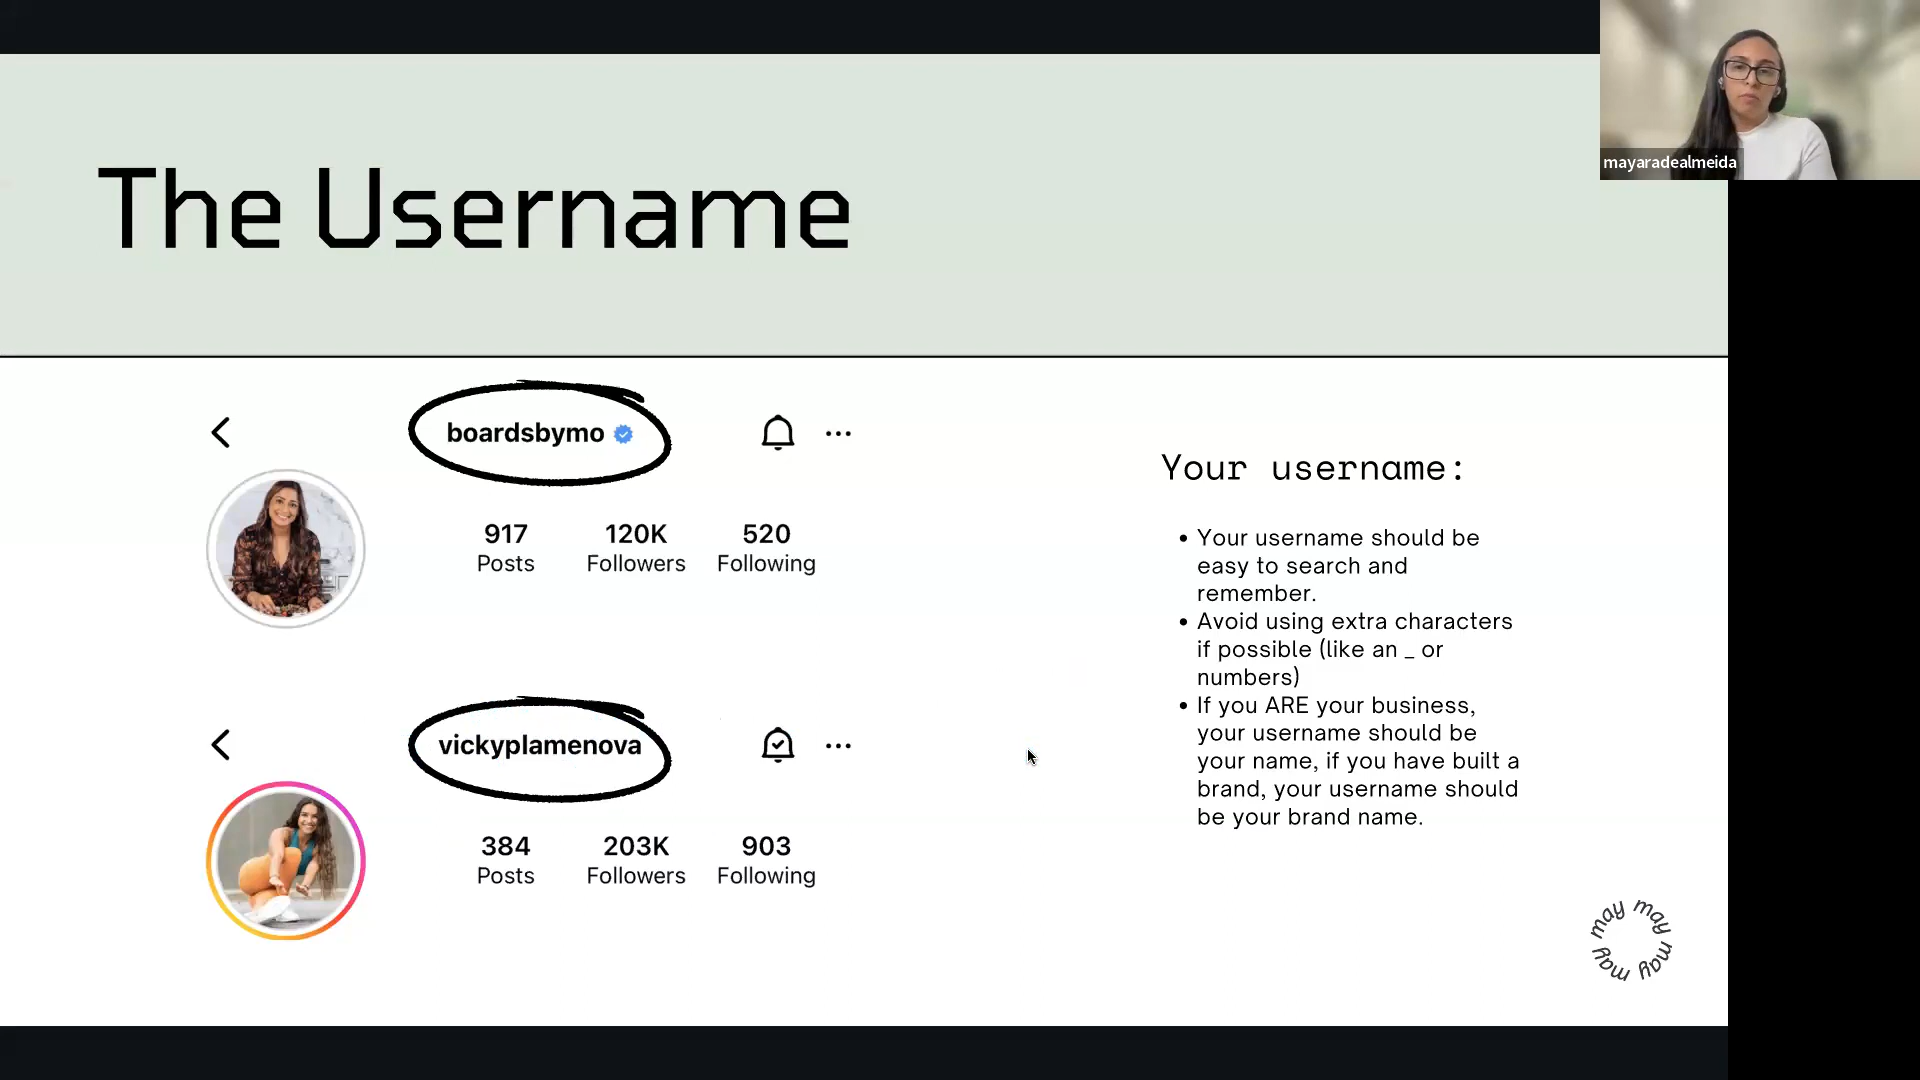 mayaradealmeida
The Username
boardsbymo
917
120K
520
Posts
Followers
Following
vickyplamenova
384
203K
903
Posts
Followers
Following
Your username:
• Your username should be
easy to search and
remember.
• Avoid using extra characters
if possible (like an _ or
numbers)
• If you ARE your business,
your username should be
your name, if you have built a
brand, your username should
be your brand name.
may may may may